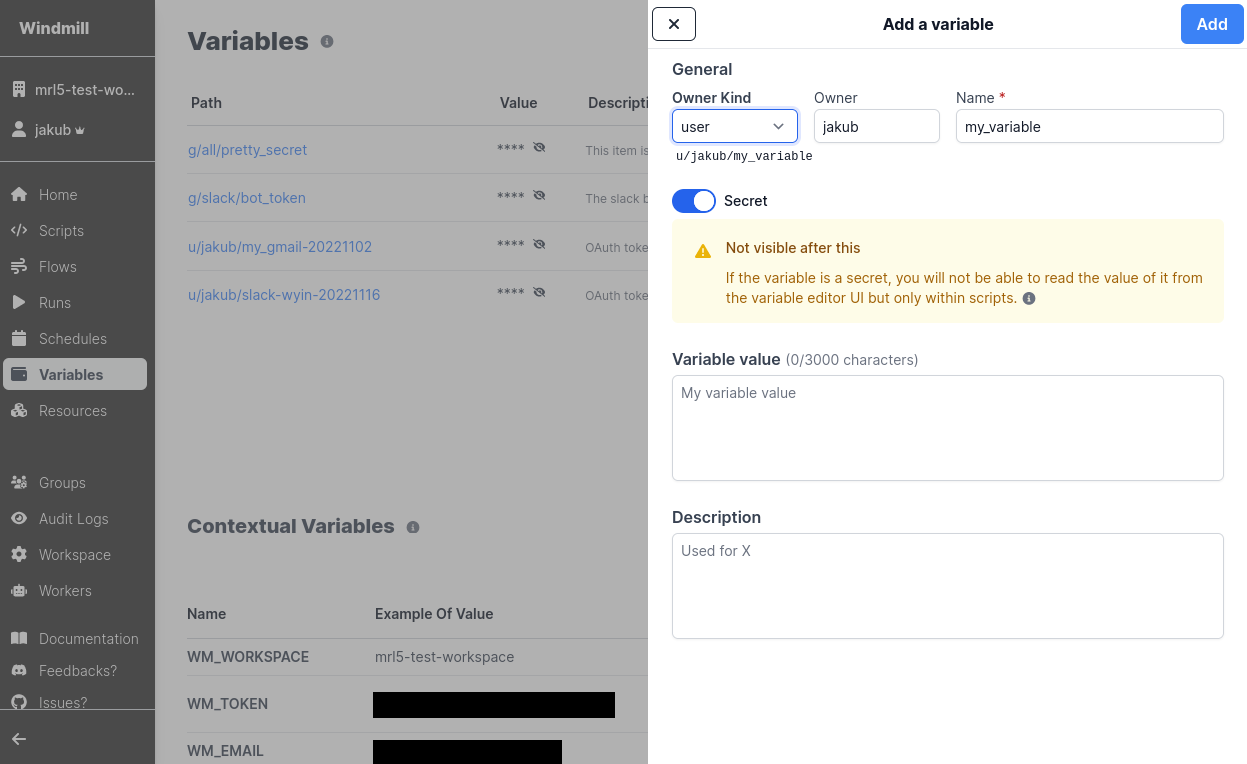 Windmill
mrl5-test-wo...
jakub
Home
Scripts
Flows
Runs
Schedules
Variables
Resources
Groups
Audit Logs
Workspace
Workers
Documentation
Feedbacks?
Issues?
Variables
Path Value Descripti
g/all/pretty_secret **** This item is
g/slack/bot_token **** The slack b
u/jakub/my_gmail-20221102 **** OAuth toke
u/jakub/slack-wyin-20221116 **** OAuth toke
Contextual Variables
Name Example Of Value
WM_WORKSPACE mrl5-test-workspace
WM_TOKEN
WM_EMAIL
Add a variable
Add
General
Owner Kind Owner Name *
user jakub my_variable
u/jakub/my_variable
Secret
Not visible after this
If the variable is a secret, you will not be able to read the value of it from
the variable editor UI but only within scripts.
Variable value (0/3000 characters)
My variable value
Description
Used for X